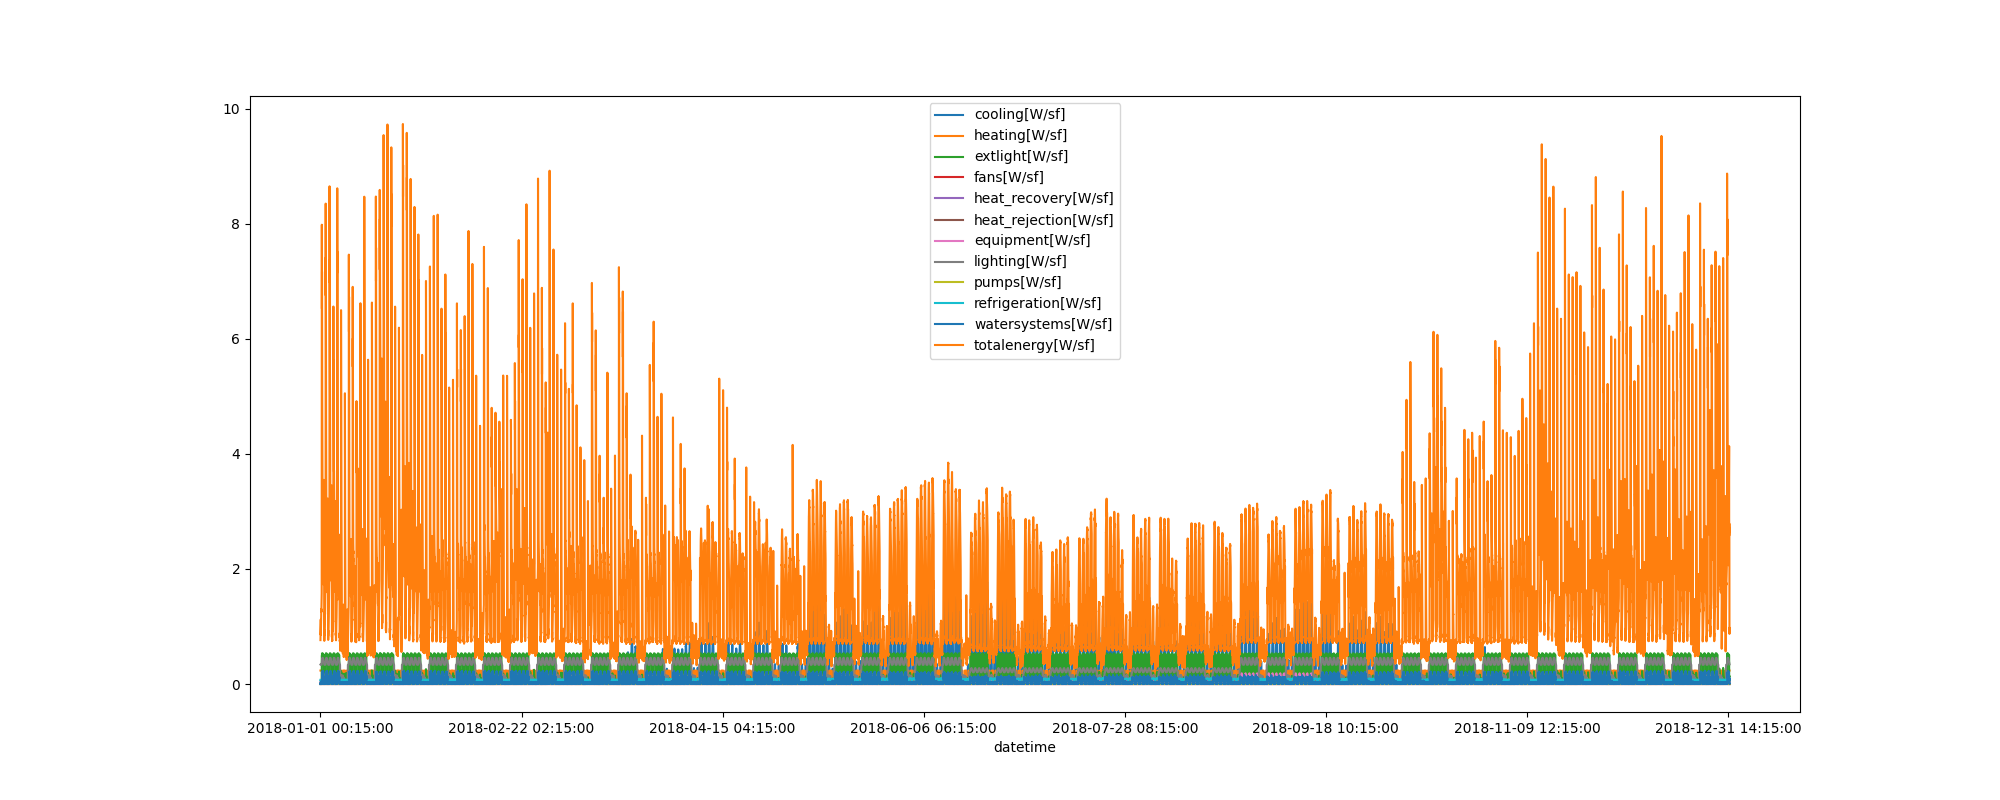 10
8
6
4
2
0
cooling[W/sf]
heating[W/sf]
extlight[W/sf]
fans[W/sf]
heat_recovery[W/sf]
heat_rejection[W/sf]
equipment[W/sf]
lighting[W/sf]
pumps[W/sf]
refrigeration[W/sf]
watersystems[W/sf]
totalenergy[W/sf]
2018-01-01 00:15:00 2018-02-22 02:15:00 2018-04-15 04:15:00 2018-06-06 06:15:00 2018-07-28 08:15:00 2018-09-18 10:15:00 2018-11-09 12:15:00 2018-12-31 14:15:00
datetime